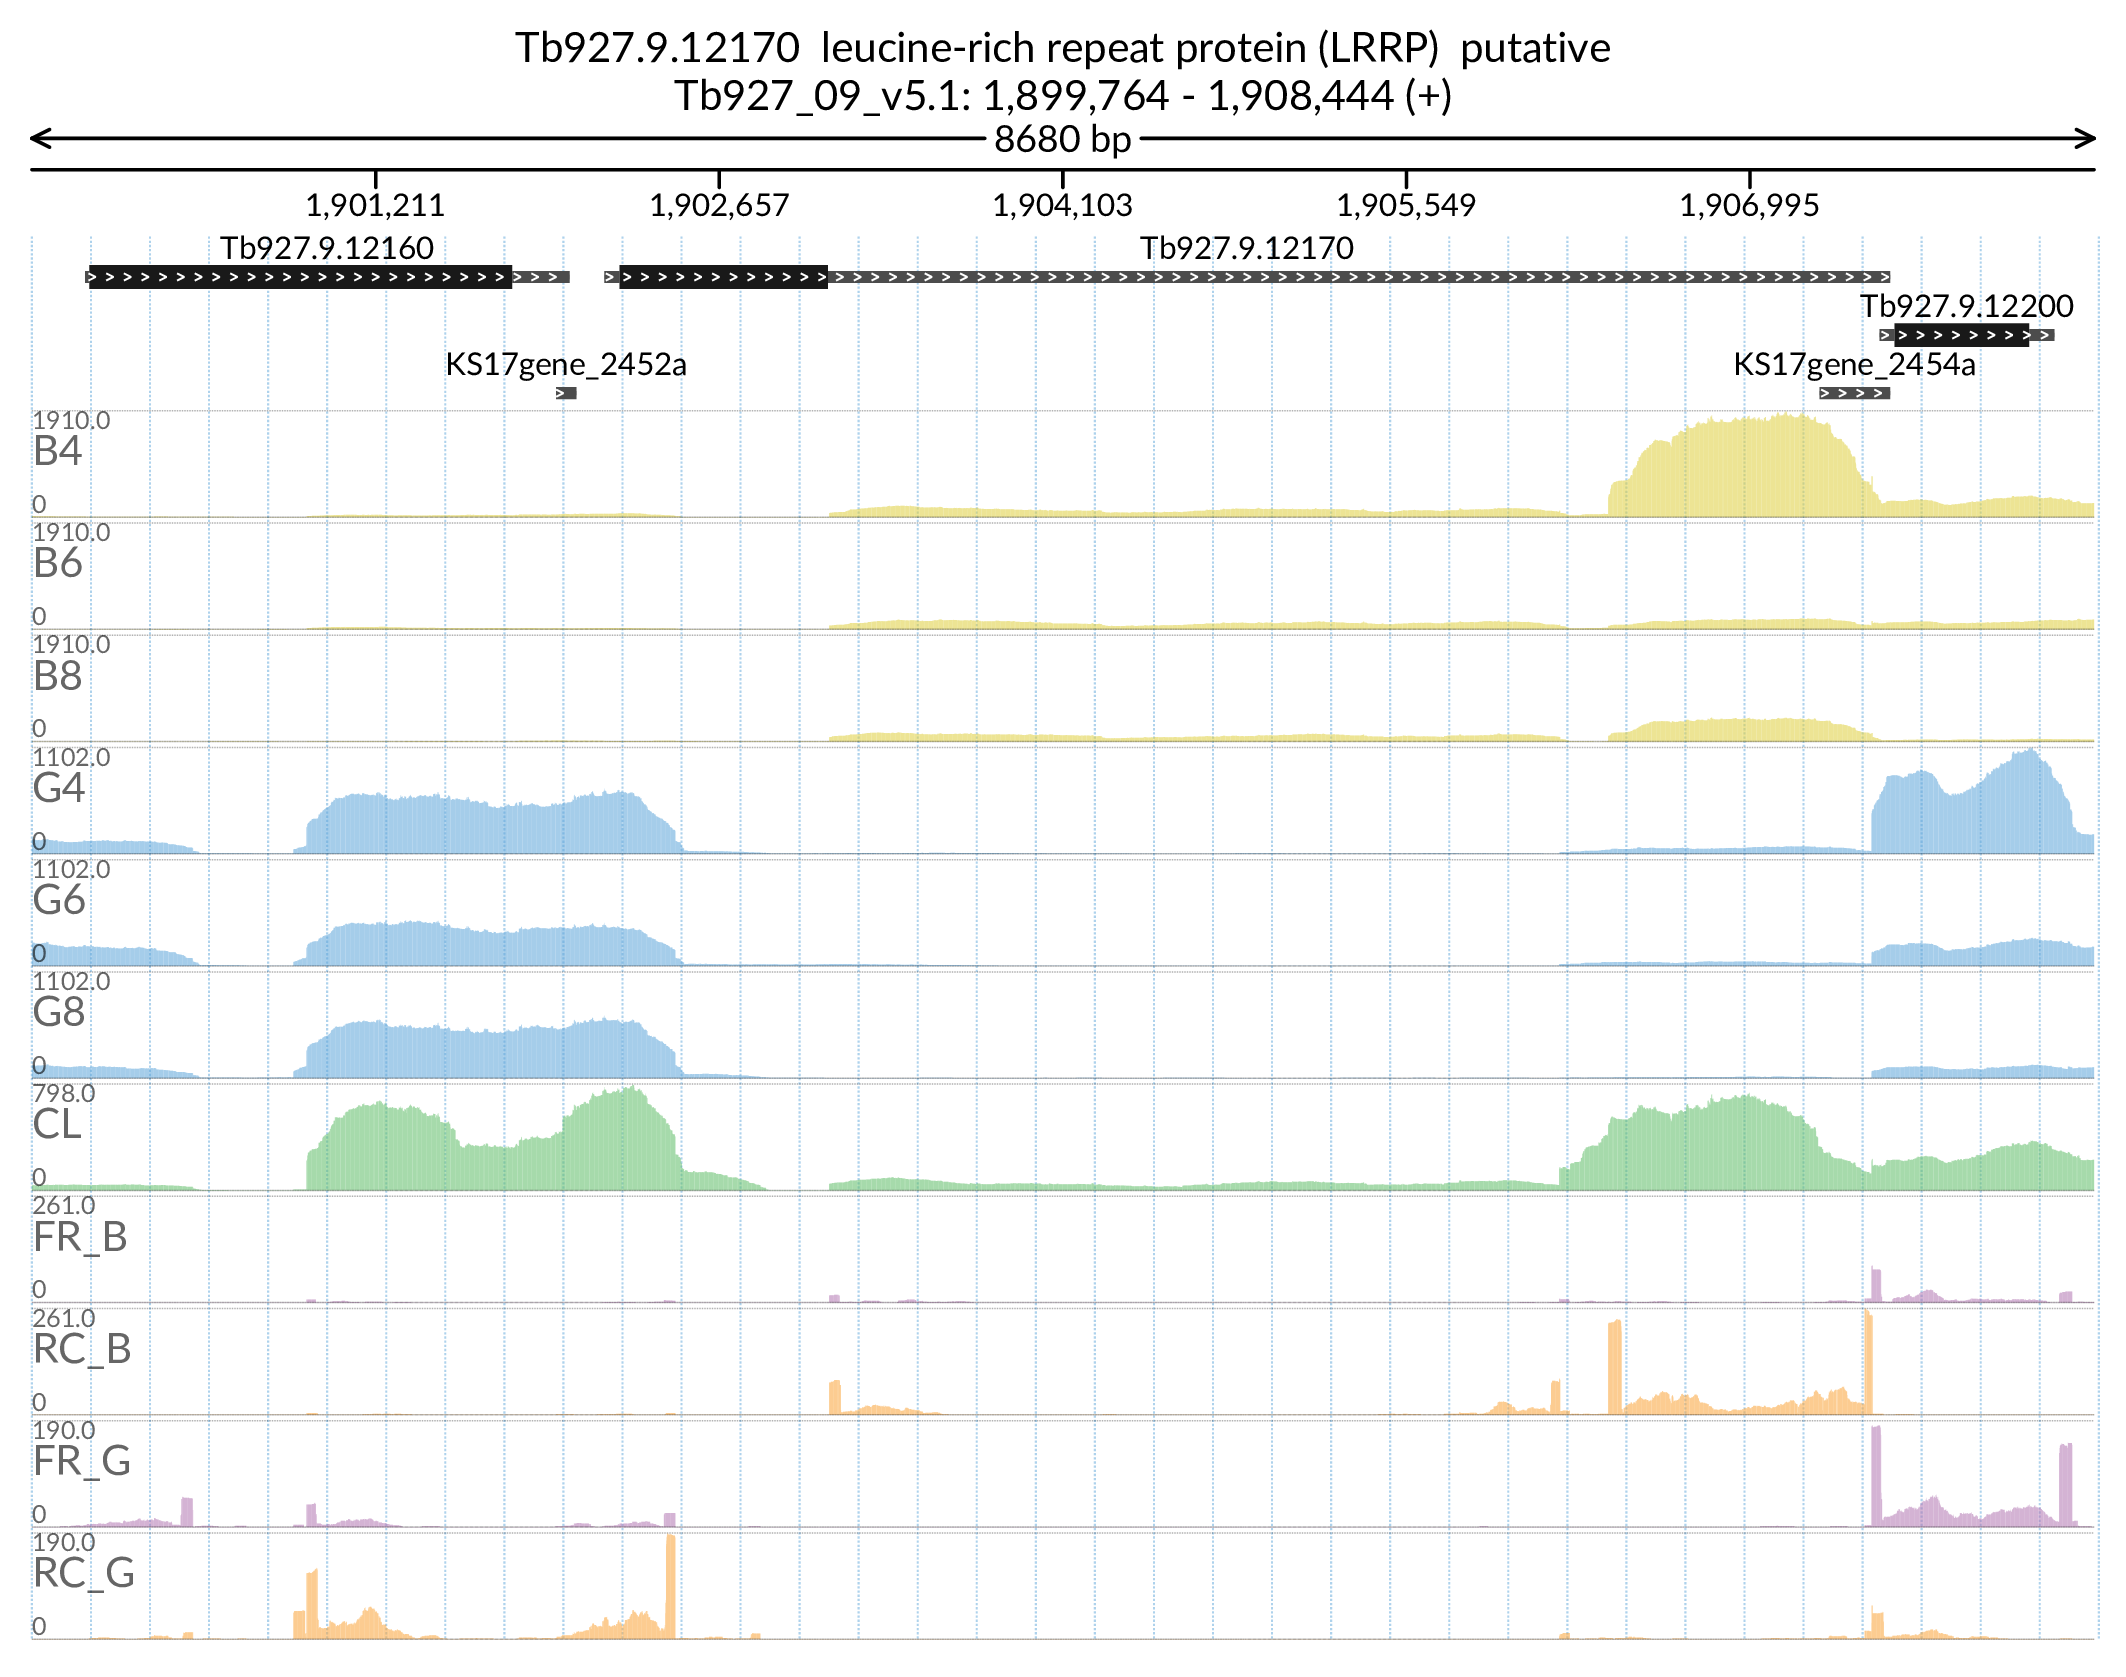 Tb927.9.12170 leucine-rich repeat protein (LRRP) putative
Tb927_09_v5.1: 1,899,764 - 1,908,444 (+)
8680 bp
1,901,211 1,902,657 1,904,103 1,905,549 1,906,995
Tb927.9.12160 Tb927.9.12170
Tb927.9.12200
KS17gene_2452a KS17gene_2454a
1910.0
B4
0
1910.0
B6
0
1910.0
B8
0
1102.0
G4
0
1102.0
G6
0
1102.0
G8
0
798.0
CL
0
261.0
FR_B
0
261.0
RC_B
0
190.0
FR_G
0
190.0
RC_G
0